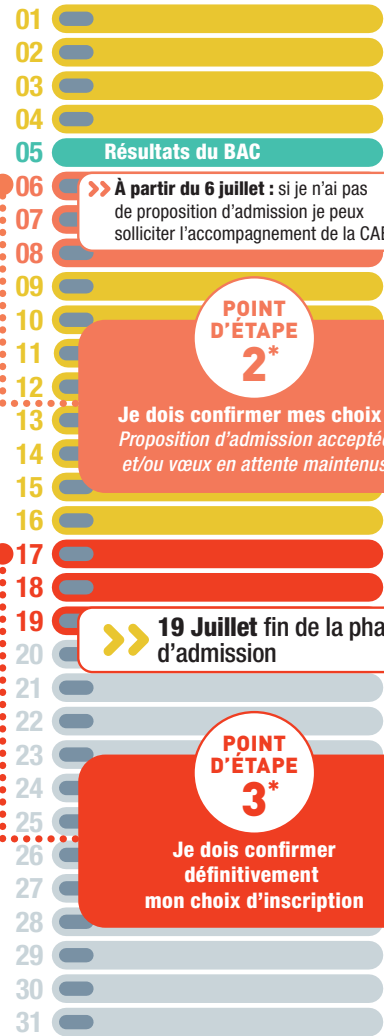 01
02
03
04
05 Résultats du BAC
06 À partir du 6 juillet : si je n'ai pas
07 de proposition d'admission je peux
solliciter l'accompagnement de la
08
09
10
POINT
D'ÉTAPE
2*
11
12
13 Je dois confirmer mes choix
Proposition d'admission
14 et/ou vœux en attente maintenus
15
16
17
18
19 19 Juillet fin de la
20 d'admission
21
22
23
POINT
D'ÉTAPE
3*
24
25
26 Je dois confirmer
27 définitivement
mon choix d'inscription
28
29
30
31